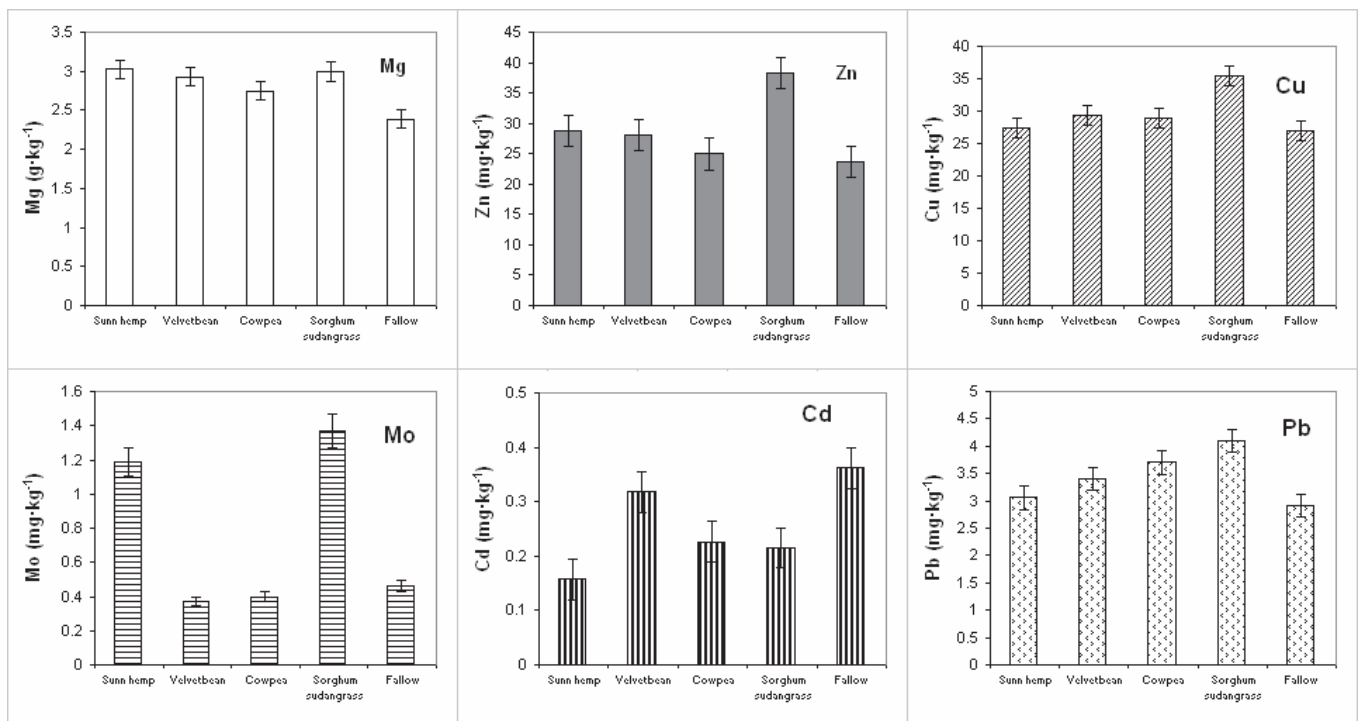 3.5
3
2.5
2
1.5
1
0.5
0
Mg (g·kg-1)
Mg
Sunn hemp Velvetbean Cowpea Sorghum Fallow
sudangrass
45
40
35
30
25
20
15
10
5
0
Zn (mg·kg-1)
Zn
Sunn hemp Velvetbean Cowpea Sorghum Fallow
sudangrass
40
35
30
25
20
15
10
5
0
Cu (mg·kg-1)
Cu
Sunn hemp Velvetbean Cowpea Sorghum Fallow
sudangrass
1.6
1.4
1.2
1
0.8
0.6
0.4
0.2
0
Mo (mg·kg-1)
Mo
Sunn hemp Velvetbean Cowpea Sorghum Fallow
sudangrass
0.5
0.4
0.3
0.2
0.1
0
Cd (mg·kg-1)
Cd
Sunn hemp Velvetbean Cowpea Sorghum Fallow
sudangrass
5
4.5
4
3.5
3
2.5
2
1.5
1
0.5
0
Pb (mg·kg-1)
Pb
Sunn hemp Velvetbean Cowpea Sorghum Fallow
sudangrass